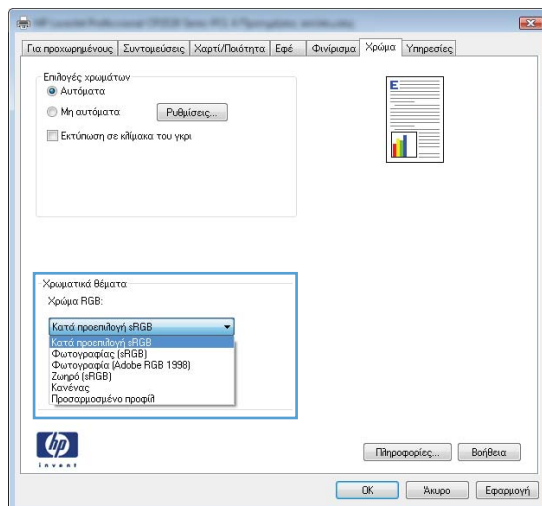 Για προχωρημένους Συντομεύσεις Χαρτί/Ποιότητα Εφέ Φινίρισμα Χρώμα Υπηρεσίες
Επιλογές χρωμάτων
Αυτόματα
Μη αυτόματα Ρυθμίσεις...
Εκτύπωση σε κλίμακα του γκρι
E
Χρωματικά θέματα
Χρώμα RGB:
Κατά προεπιλογή sRGB
Κατά προεπιλογή sRGB
Φωτογραφίας (sRGB)
Φωτογραφία (Adobe RGB 1998)
Ζωηρό (sRGB)
Κανένας
Προσαρμοσμένο προφίλ
hp
invent
Πληροφορίες... Βοήθεια
OK Άκυρο Εφαρμογή